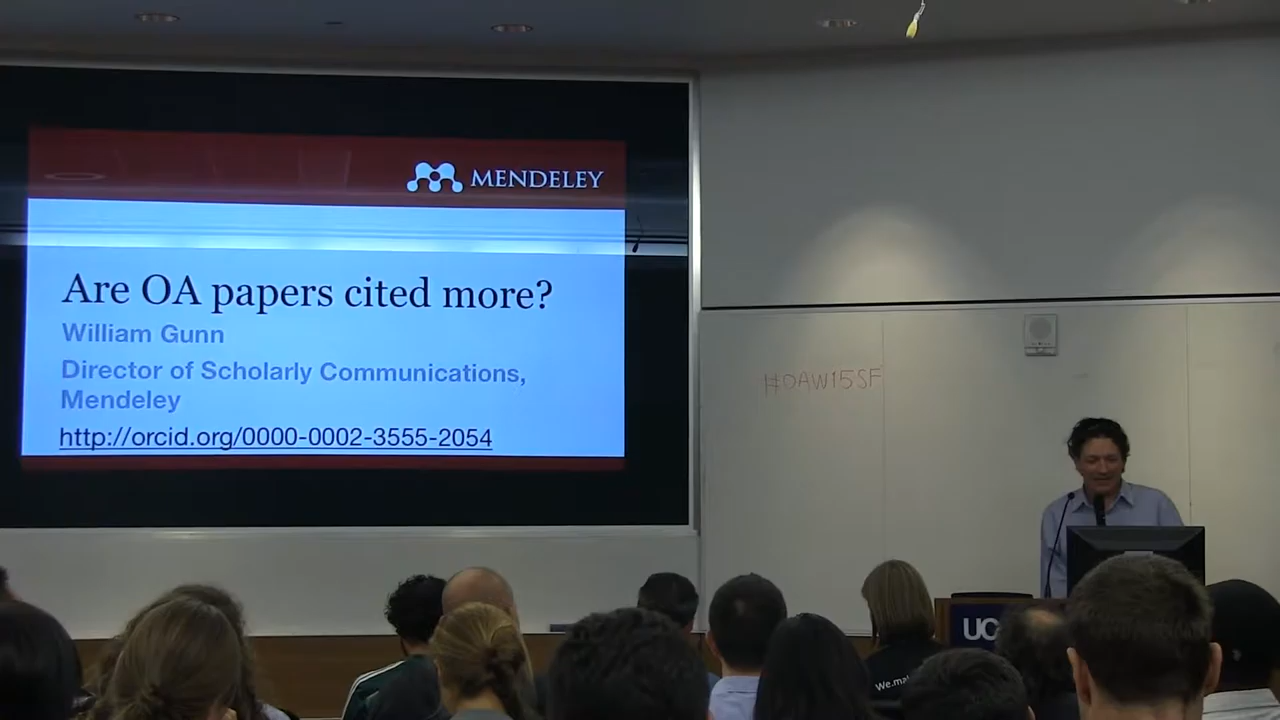 MENDELEY
Are OA papers cited more?
William Gunn
Director of Scholarly Communications,
Mendeley
http://orcid.org/0000-0002-3555-2054
#OAW15SF
UC